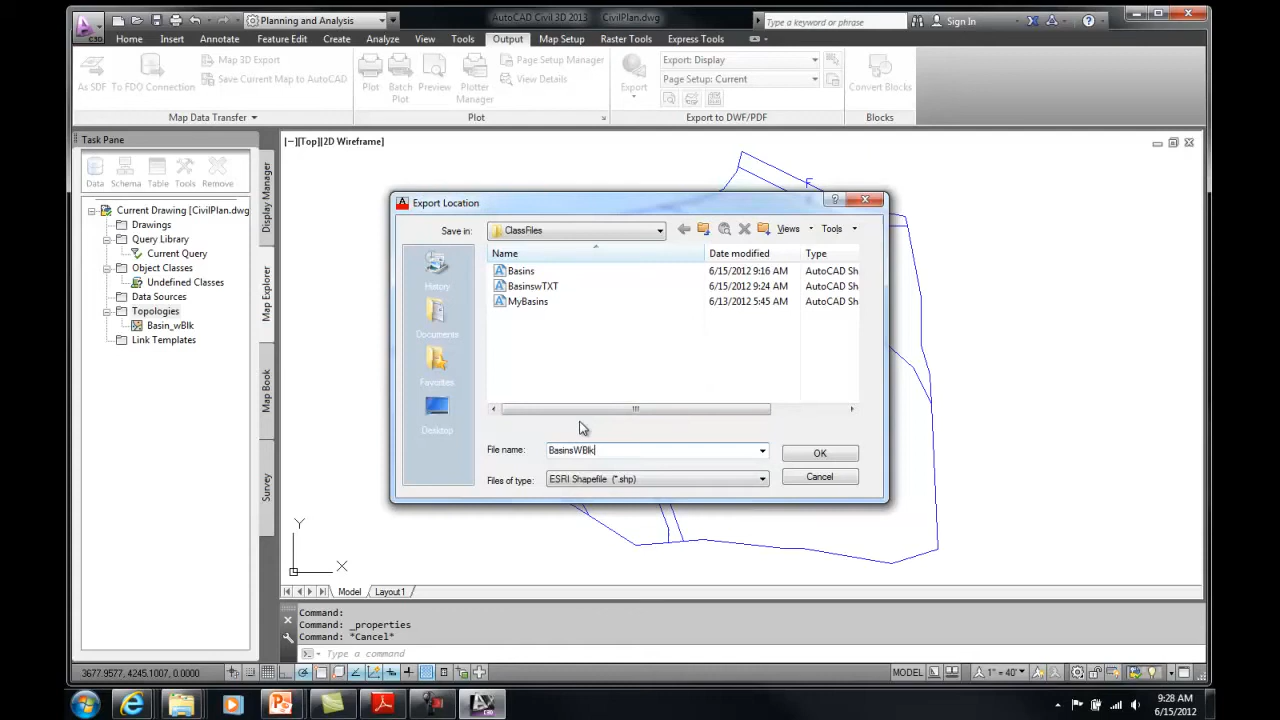 Planning and Analysis
AutoCAD Civil 3D 2013 CivilPlan.dwg
Type a keyword or phrase
Sign In
C3D
Home Insert Annotate Feature Edit Create Analyze View Tools Output Map Setup Raster Tools Express Tools
As SDF
To FDO Connection
Map 3D Export
Save Current Map to AutoCAD
Map Data Transfer
Plot
Batch Plot
Preview
Plotter Manager
Page Setup Manager
View Details
Plot
Export
Export: Display
Page Setup: Current
Export to DWF/PDF
Convert Blocks
Blocks
Task Pane
Data Schema Table Tools Remove
Current Drawing [CivilPlan.dwg
Drawings
Query Library
Current Query
Object Classes
Undefined Classes
Data Sources
Topologies
Basin_wBlk
Link Templates
Display Manager
Map Explorer
Map Book
Survey
[−][Top][2D Wireframe]
F
Export Location
Save in: ClassFiles
Views Tools
Name Date modified Type
Basins 6/15/2012 9:16 AM AutoCAD Sh
BasinswTXT 6/15/2012 9:24 AM AutoCAD Sh
MyBasins 6/13/2012 5:45 AM AutoCAD Sh
History
Documents
Favorites
Desktop
File name: BasinsWBlk
OK
Files of type: ESRI Shapefile (*.shp)
Cancel
Y
X
Model Layout1
Command:
Command: _properties
Command: *Cancel*
Type a command
3677.9577, 4245.1007, 0.0000
MODEL
1" = 40'
9:28 AM
6/15/2012